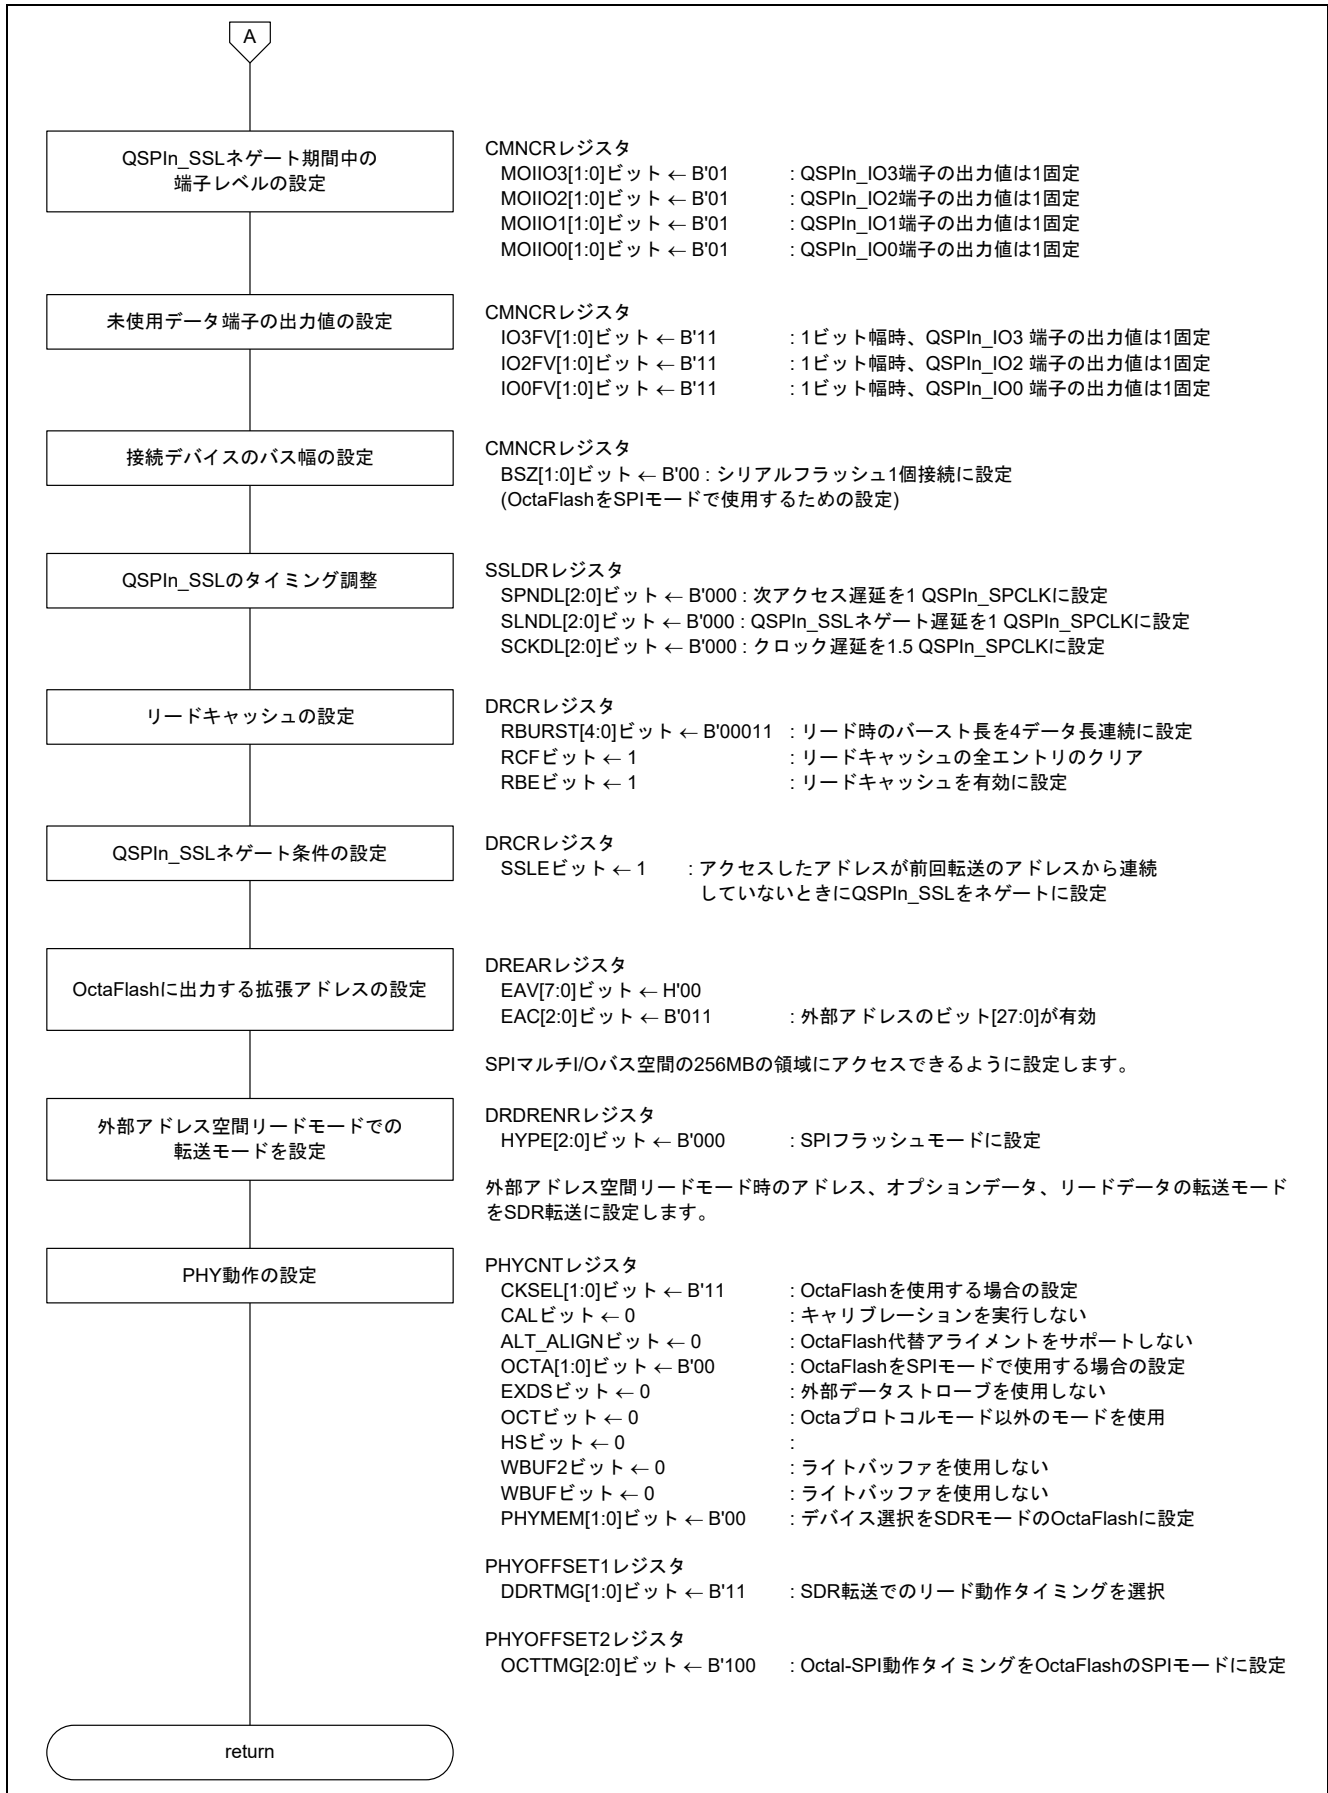 A
QSPIn_SSLネゲート期間中の
端子レベルの設定
CMNCRレジスタ
MOIIO3[1:0]ビット ← B'01 : QSPIn_IO3端子の出力値は1固定
MOIIO2[1:0]ビット ← B'01 : QSPIn_IO2端子の出力値は1固定
MOIIO1[1:0]ビット ← B'01 : QSPIn_IO1端子の出力値は1固定
MOIIO0[1:0]ビット ← B'01 : QSPIn_IO0端子の出力値は1固定
未使用データ端子の出力値の設定
CMNCRレジスタ
IO3FV[1:0]ビット ← B'11 : 1ビット幅時、QSPIn_IO3 端子の出力値は1固定
IO2FV[1:0]ビット ← B'11 : 1ビット幅時、QSPIn_IO2 端子の出力値は1固定
IO0FV[1:0]ビット ← B'11 : 1ビット幅時、QSPIn_IO0 端子の出力値は1固定
接続デバイスのバス幅の設定
CMNCRレジスタ
BSZ[1:0]ビット ← B'00 : シリアルフラッシュ1個接続に設定
(OctaFlashをSPIモードで使用するための設定)
QSPIn_SSLのタイミング調整
SSLDRレジスタ
SPNDL[2:0]ビット ← B'000 : 次アクセス遅延を1 QSPIn_SPCLKに設定
SLNDL[2:0]ビット ← B'000 : QSPIn_SSLネゲート遅延を1 QSPIn_SPCLKに設定
SCKDL[2:0]ビット ← B'000 : クロック遅延を1.5 QSPIn_SPCLKに設定
リードキャッシュの設定
DRCRレジスタ
RBURST[4:0]ビット ← B'00011 : リード時のバースト長を4データ長連続に設定
RCFビット ← 1 : リードキャッシュの全エントリのクリア
RBEビット ← 1 : リードキャッシュを有効に設定
QSPIn_SSLネゲート条件の設定
DRCRレジスタ
SSLEビット ← 1 : アクセスしたアドレスが前回転送のアドレスから連続
していないときにQSPIn_SSLをネゲートに設定
OctaFlashに出力する拡張アドレスの設定
DREARレジスタ
EAV[7:0]ビット ← H'00
EAC[2:0]ビット ← B'011 : 外部アドレスのビット[27:0]が有効
SPIマルチI/Oバス空間の256MBの領域にアクセスできるように設定します。
外部アドレス空間リードモードでの
転送モードを設定
DRDRENRレジスタ
HYPE[2:0]ビット ← B'000 : SPIフラッシュモードに設定
外部アドレス空間リードモード時のアドレス、オプションデータ、リードデータの転送モード
をSDR転送に設定します。
PHY動作の設定
PHYCNTレジスタ
CKSEL[1:0]ビット ← B'11 : OctaFlashを使用する場合の設定
CALビット ← 0 : キャリブレーションを実行しない
ALT_ALIGNビット ← 0 : OctaFlash代替アライメントをサポートしない
OCTA[1:0]ビット ← B'00 : OctaFlashをSPIモードで使用する場合の設定
EXDSビット ← 0 : 外部データストローブを使用しない
OCTビット ← 0 : Octaプロトコルモード以外のモードを使用
HSビット ← 0 :
WBUF2ビット ← 0 : ライトバッファを使用しない
WBUFビット ← 0 : ライトバッファを使用しない
PHYMEM[1:0]ビット ← B'00 : デバイス選択をSDRモードのOctaFlashに設定
PHYOFFSET1レジスタ
DDRTMG[1:0]ビット ← B'11 : SDR転送でのリード動作タイミングを選択
PHYOFFSET2レジスタ
OCTTMG[2:0]ビット ← B'100 : Octal-SPI動作タイミングをOctaFlashのSPIモードに設定
return